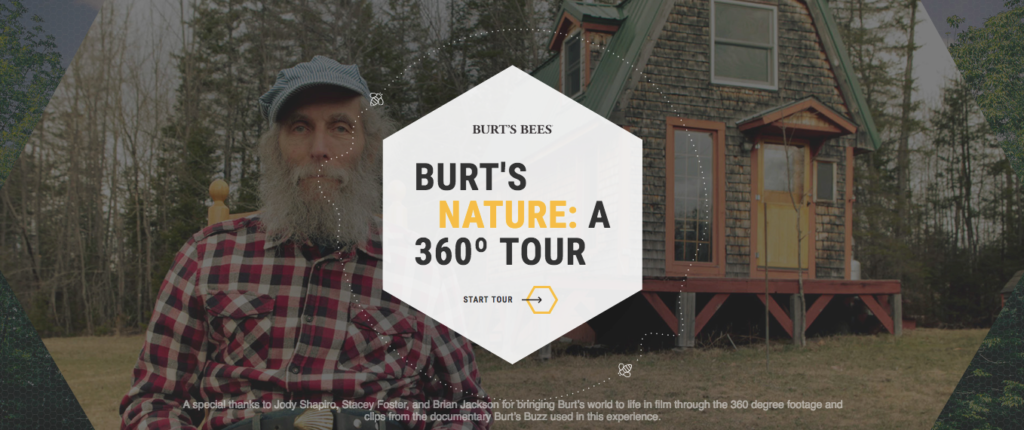 BURT'S BEES
BURT'S
NATURE: A
360º TOUR
START TOUR
A special thanks to Jody Shapiro, Stacey Foster, and Brian Jackson for bringing Burt's world to life in film through the 360 degree footage and
clips from the documentary Burt's Buzz used in this experience.